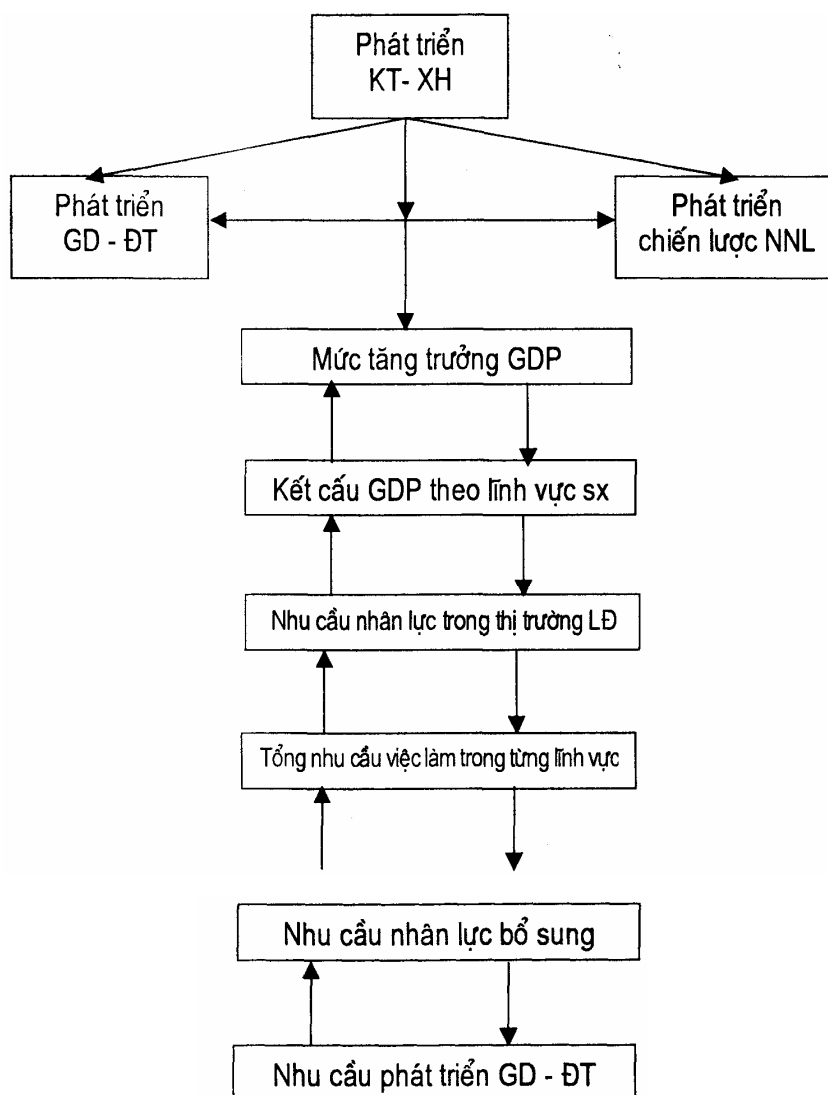 Phát triển
KT- XH
Phát triển
GD - ĐT
Phát triển
chiến lược NNL
Mức tăng trưởng GDP
Kết cấu GDP theo lĩnh vực sx
Nhu cầu nhân lực trong thị trường LĐ
Tổng nhu cầu việc làm trong từng lĩnh vực
Nhu cầu nhân lực bổ sung
Nhu cầu phát triển GD - ĐT